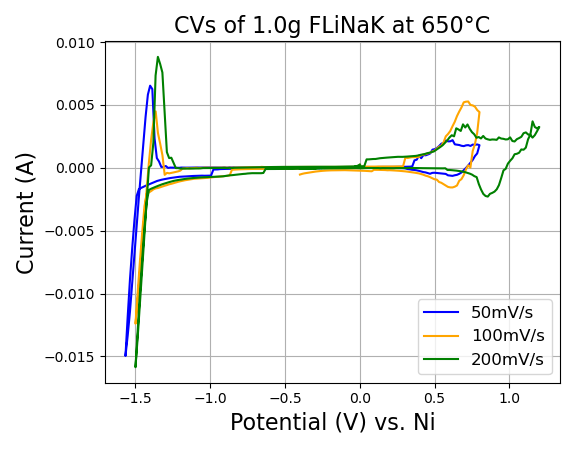 CVs of 1.0g FLiNaK at 650°C
0.010
0.005
0.000
−0.005
−0.010
−0.015
Current (A)
−1.5 −1.0 −0.5 0.0 0.5 1.0
Potential (V) vs. Ni
50mV/s
100mV/s
200mV/s